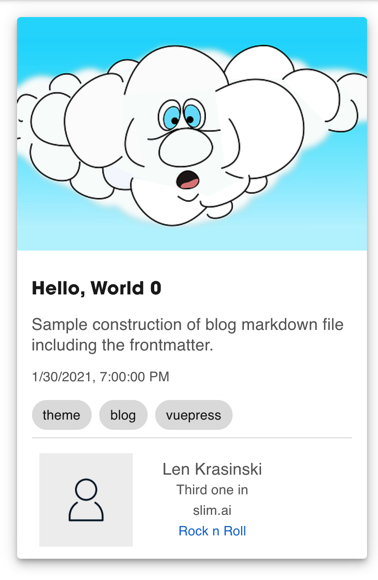 Hello, World 0
Sample construction of blog markdown file
including the frontmatter.
1/30/2021, 7:00:00 PM
theme blog vuepress
Len Krasinski
Third one in
slim.ai
Rock n Roll